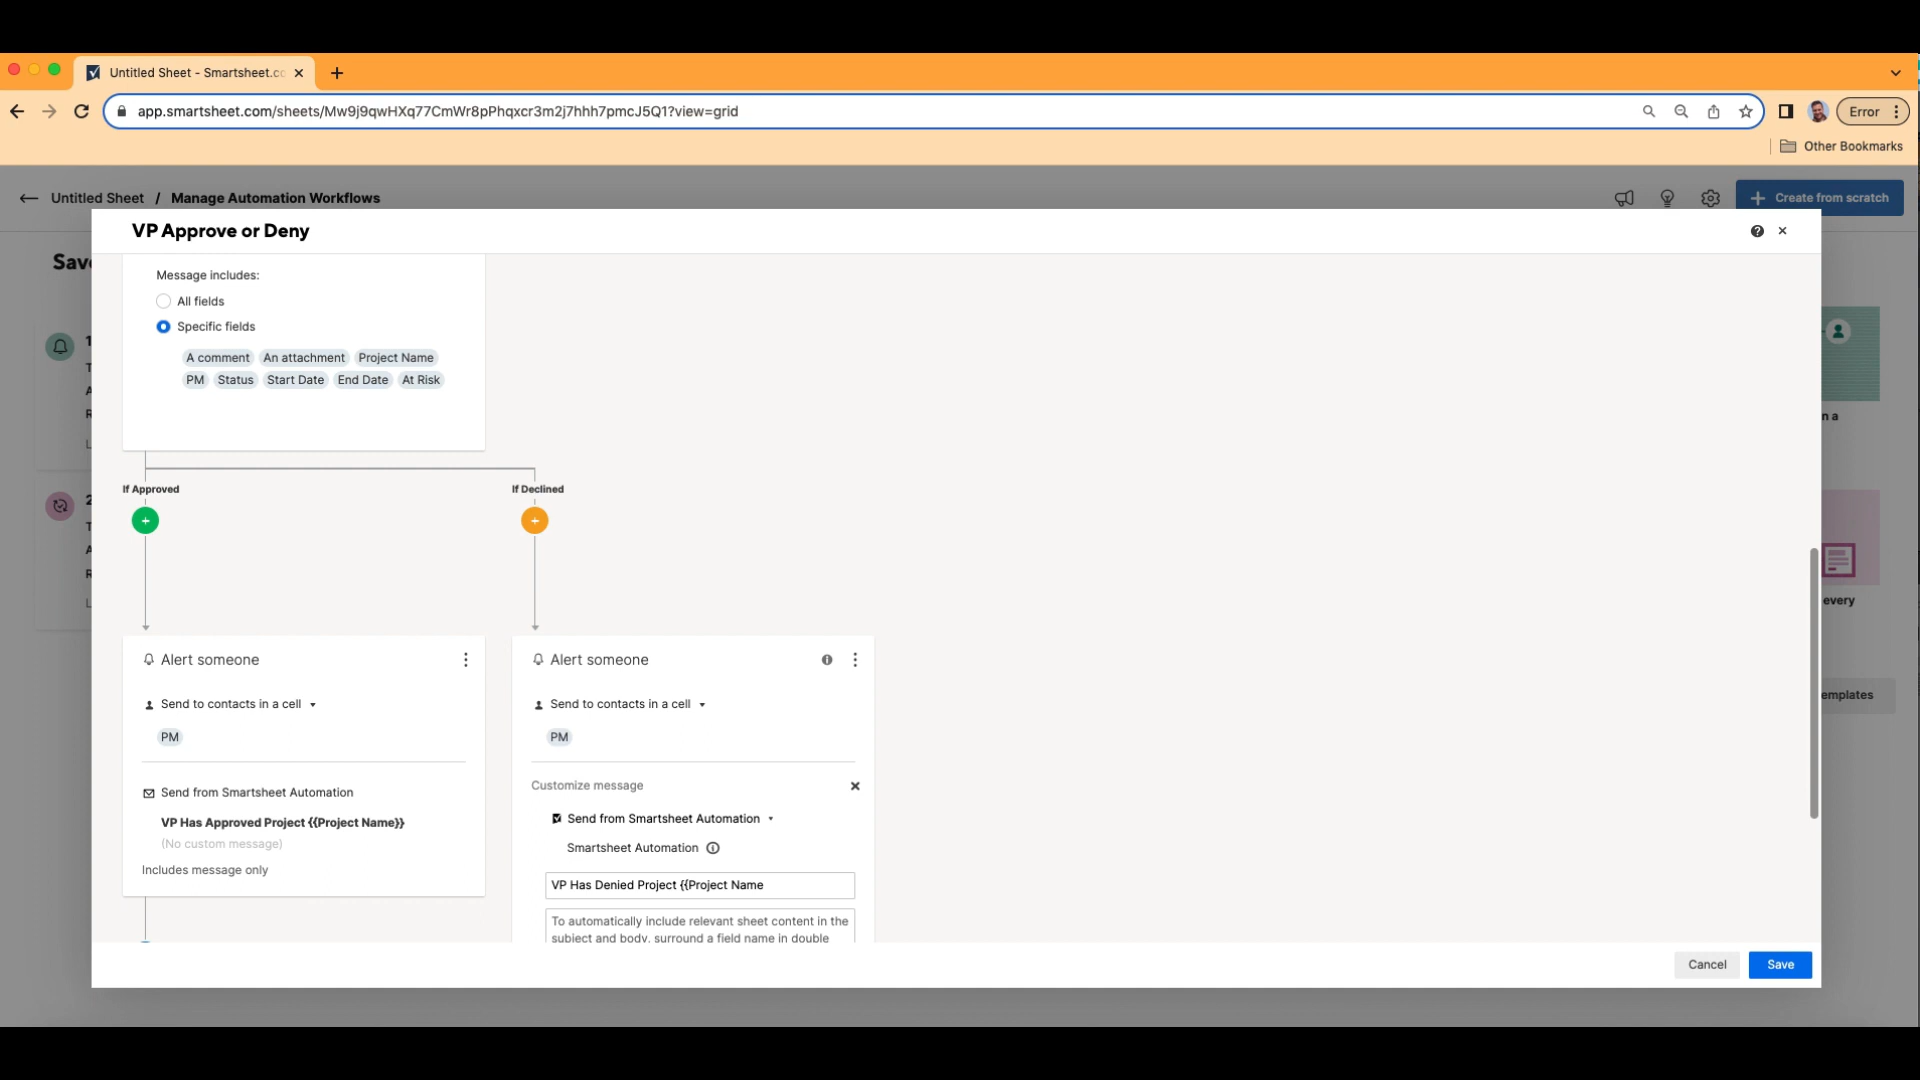 Untitled Sheet - Smartsheet.cc
app.smartsheet.com/sheets/Mw9j9qwHXq77CmWr8pPhqxcr3m2j7hhh7pmcJ5Q1?view=grid
Error
Other Bookmarks
Untitled Sheet / Manage Automation Workflows
Create from scratch
Save
VP Approve or Deny
Message includes:
All fields
Specific fields
A comment An attachment Project Name
PM Status Start Date End Date At Risk
n a
If Approved If Declined
every
Alert someone
Send to contacts in a cell
PM
Send from Smartsheet Automation
VP Has Approved Project {{Project Name}}
(No custom message)
Includes message only
Alert someone
Send to contacts in a cell
PM
Customize message
Send from Smartsheet Automation
Smartsheet Automation
VP Has Denied Project {{Project Name
To automatically include relevant sheet content in the
subject and body, surround a field name in double
emplates
Cancel Save